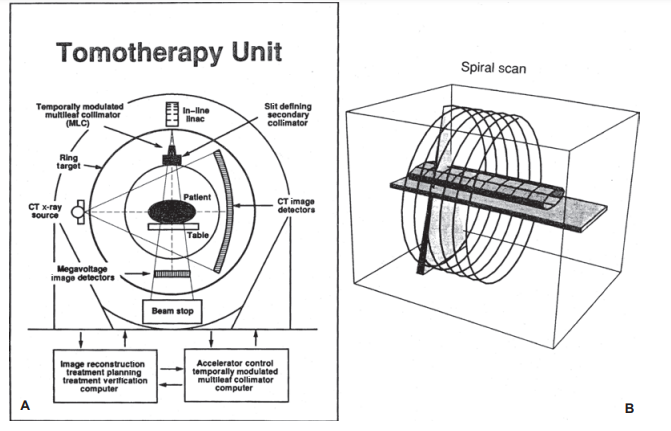 Tomotherapy Unit
Temporally modulated
multileaf collimator
(MLC)
In-line
linac
Slit defining
secondary
collimator
Ring
target
CT x-ray
source
Patient
CT image
detectors
Table
Megavoltage
image detectors
Beam stop
Image reconstruction
treatment planning
treatment verification
computer
Accelerator control
temporally modulated
multileaf collimator
computer
A
Spiral scan
B